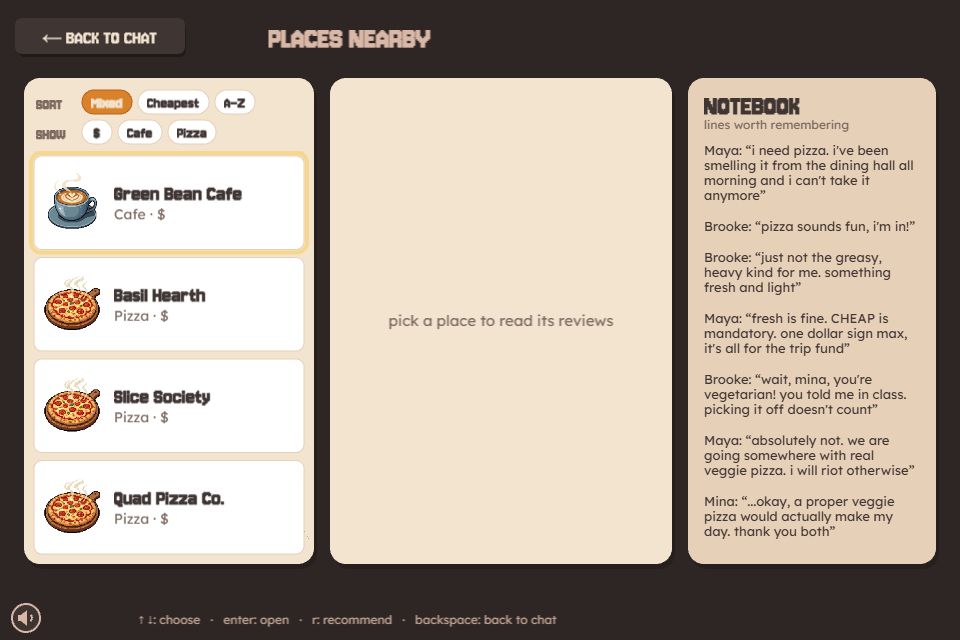 ← BACK TO CHAT
PLACES NEARBY
SORT Mixed Cheapest A-Z
SHOW $ Cafe Pizza
Green Bean Cafe
Cafe · $
Basil Hearth
Pizza · $
Slice Society
Pizza · $
Quad Pizza Co.
Pizza · $
pick a place to read its reviews
NOTEBOOK
lines worth remembering
Maya: “i need pizza. i've been
smelling it from the dining hall all
morning and i can't take it
anymore”
Brooke: “pizza sounds fun, i'm in!”
Brooke: “just not the greasy,
heavy kind for me. something
fresh and light”
Maya: “fresh is fine. CHEAP is
mandatory. one dollar sign max,
it's all for the trip fund”
Brooke: “wait, mina, you're
vegetarian! you told me in class.
picking it off doesn't count”
Maya: “absolutely not. we are
going somewhere with real
veggie pizza. i will riot otherwise”
Mina: “...okay, a proper veggie
pizza would actually make my
day. thank you both”
↑ ↓: choose · enter: open · r: recommend · backspace: back to chat